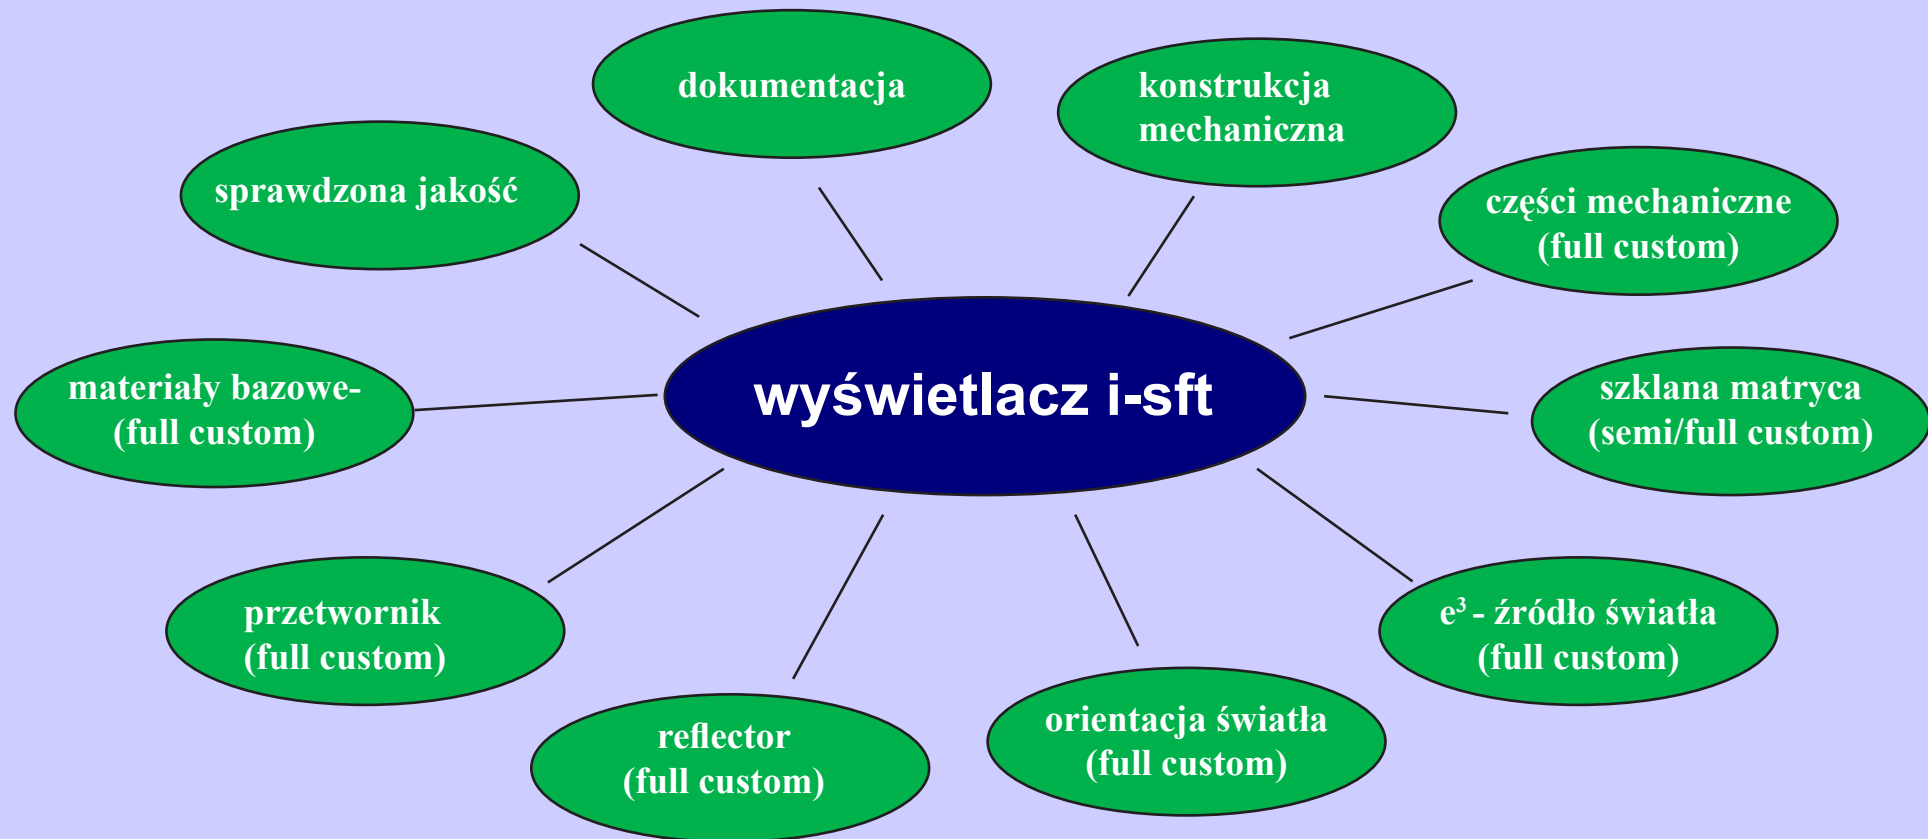 dokumentacja
konstrukcja
mechaniczna
sprawdzona jakość
części mechaniczne
(full custom)
materiały bazowe-
(full custom)
wyświetlacz i-sft
szklana matryca
(semi/full custom)
przetwornik
(full custom)
e³ - źródło światła
(full custom)
reflector
(full custom)
orientacja światła
(full custom)